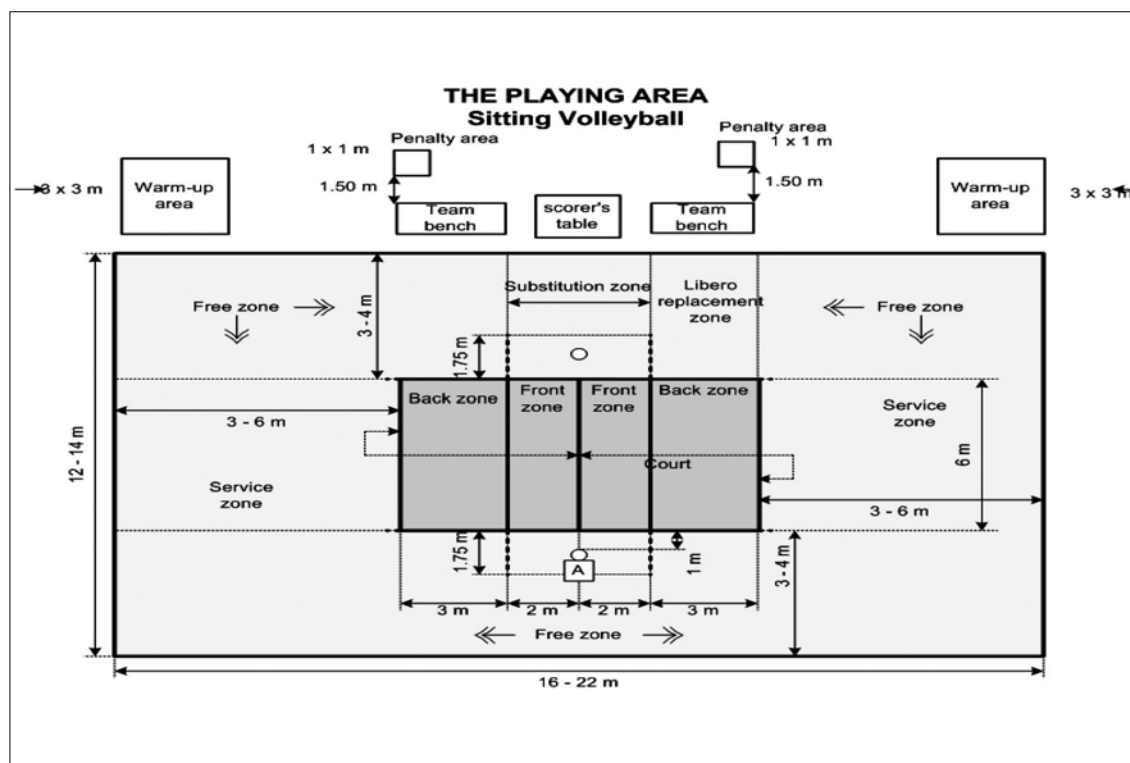 THE PLAYING AREA
Sitting Volleyball
Penalty area
1 x 1 m
1.50 m
Penalty area
1 x 1 m
1.50 m
3 x 3 m
Warm-up
area
Team
bench
scorer's
table
Team
bench
Warm-up
area
3 x 3 m
Free zone
3 - 4 m
Substitution zone
Libero
replacement
zone
Free zone
1.75 m
Back zone
Front
zone
Front
zone
Back zone
3 - 6 m
Service
zone
12 - 14 m
6 m
Court
Service
zone
3 - 6 m
1.75 m
A
1 m
3 - 4 m
3 m
2 m
2 m
3 m
Free zone
16 - 22 m